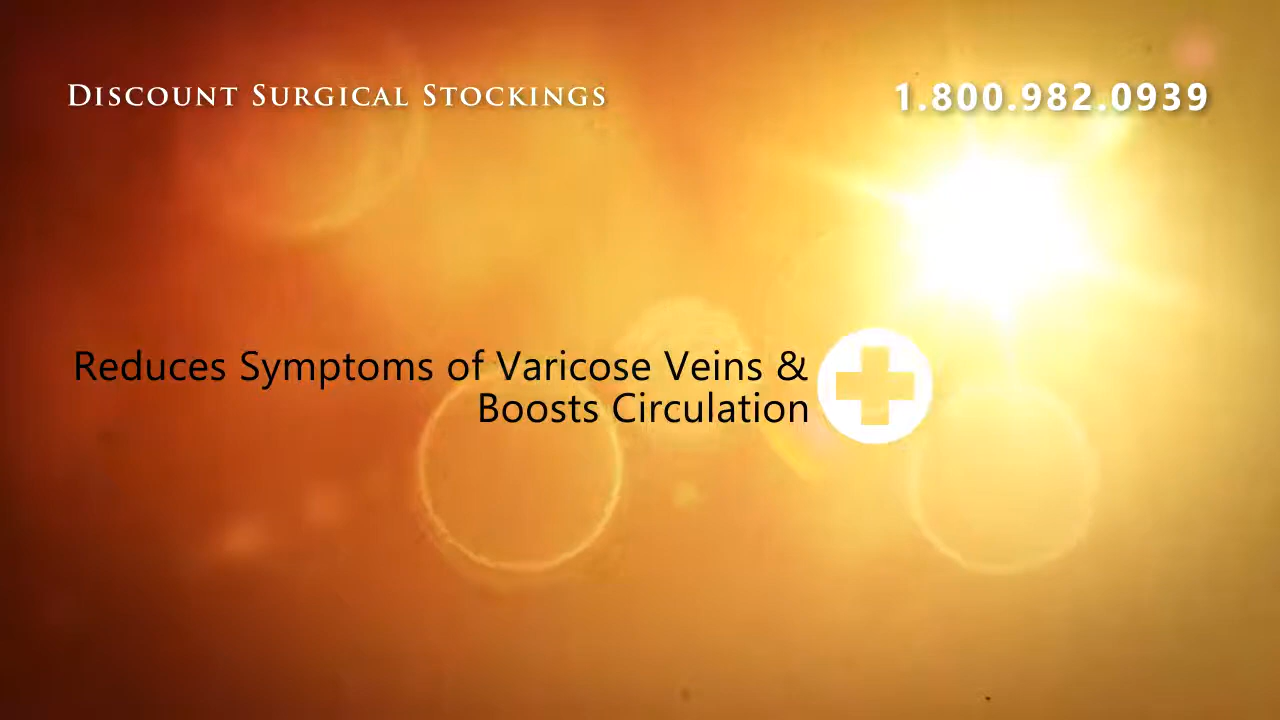 Discount Surgical Stockings
1.800.982.0939
Reduces Symptoms of Varicose Veins &
Boosts Circulation